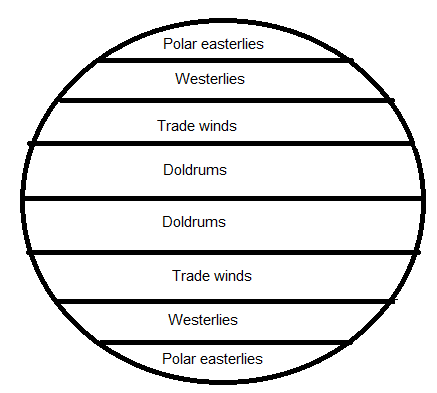 Polar easterlies
Westerlies
Trade winds
Doldrums
Doldrums
Trade winds
Westerlies
Polar easterlies